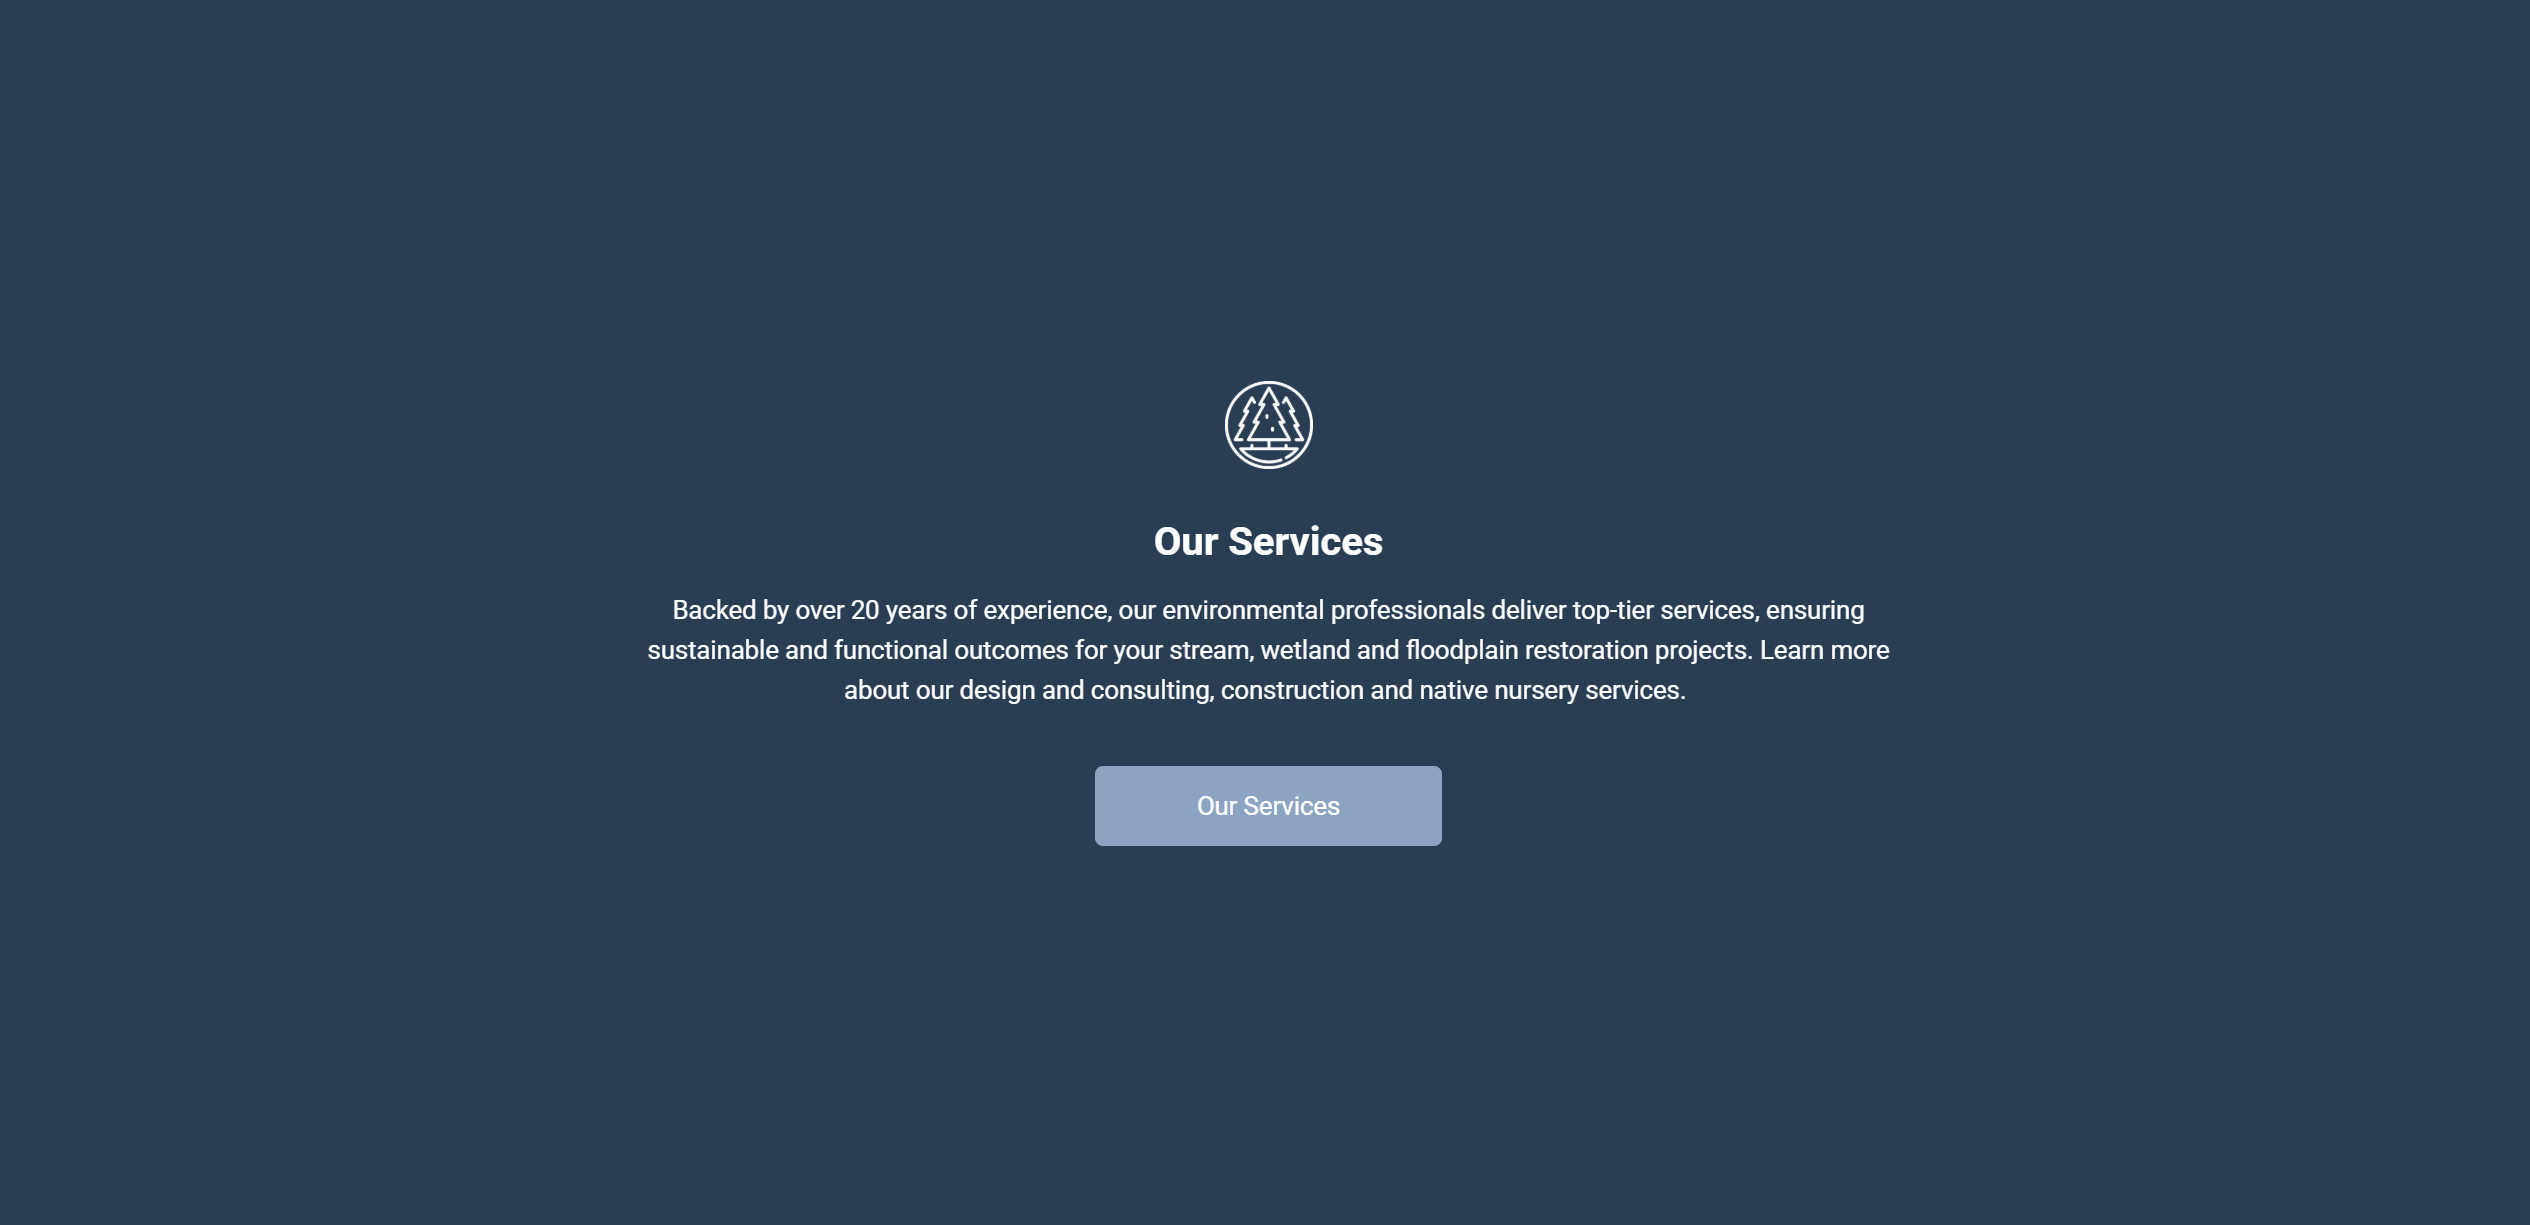 Our Services
Backed by over 20 years of experience, our environmental professionals deliver top-tier services, ensuring
sustainable and functional outcomes for your stream, wetland and floodplain restoration projects. Learn more
about our design and consulting, construction and native nursery services.
Our Services